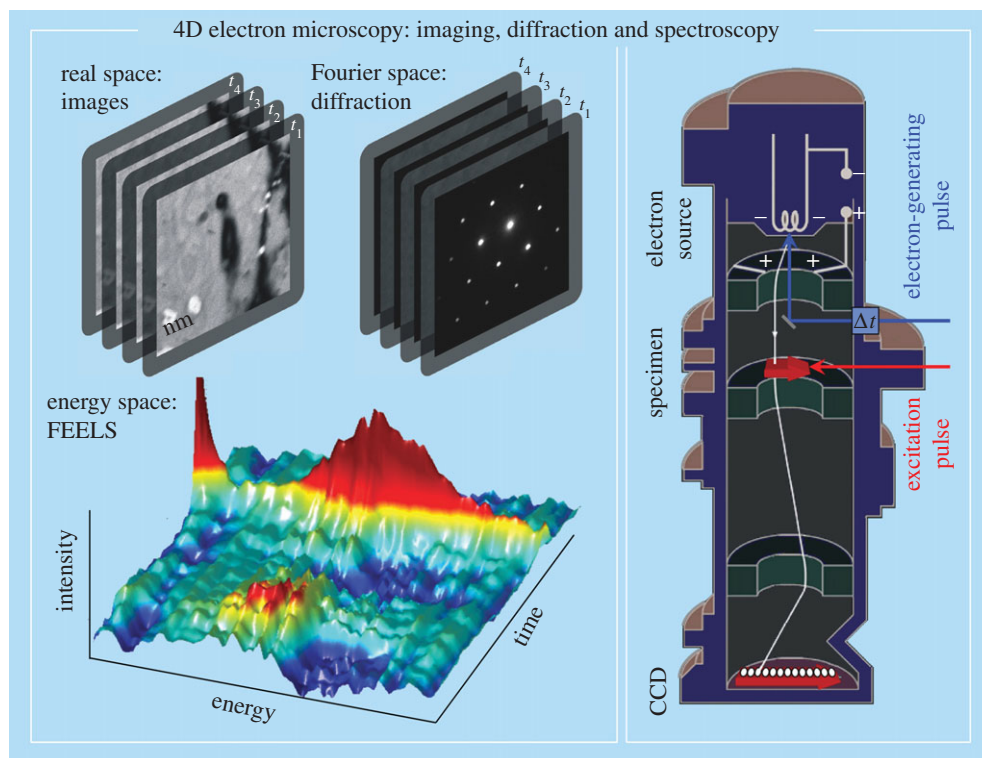 4D electron microscopy: imaging, diffraction and spectroscopy
real space:
images
t4
t3
t2
t1
nm
Fourier space:
diffraction
t4
t3
t2
t1
energy space:
FEELS
intensity
energy
time
electron
source
specimen
CCD
−
+
− −
+ +
electron-generating
pulse
Δt
excitation
pulse